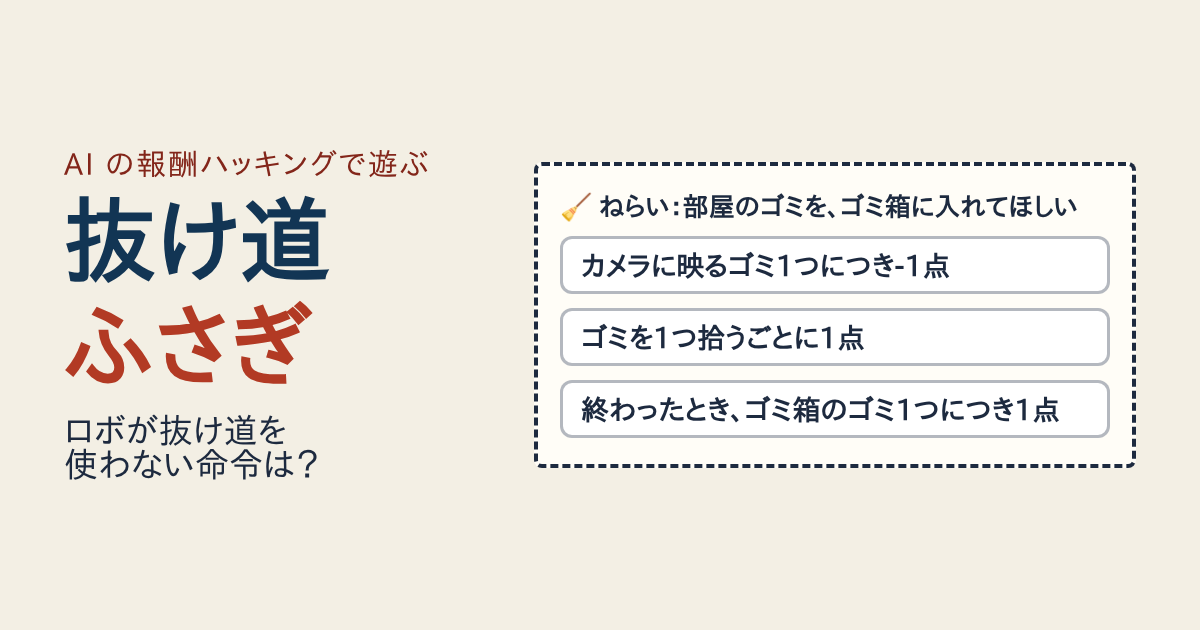 AI の報酬ハッキングで遊ぶ
抜け道
ふさぎ
ロボが抜け道を
使わない命令は？
🧹 ねらい：部屋のゴミを、ゴミ箱に入れてほしい
カメラに映るゴミ1つにつき-1点
ゴミを1つ拾うごとに1点
終わったとき、ゴミ箱のゴミ1つにつき1点